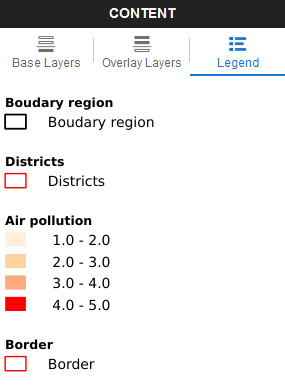 CONTENT
Base Layers
Overlay Layers
Legend
Boudary region
Boudary region
Districts
Districts
Air pollution
1.0 - 2.0
2.0 - 3.0
3.0 - 4.0
4.0 - 5.0
Border
Border